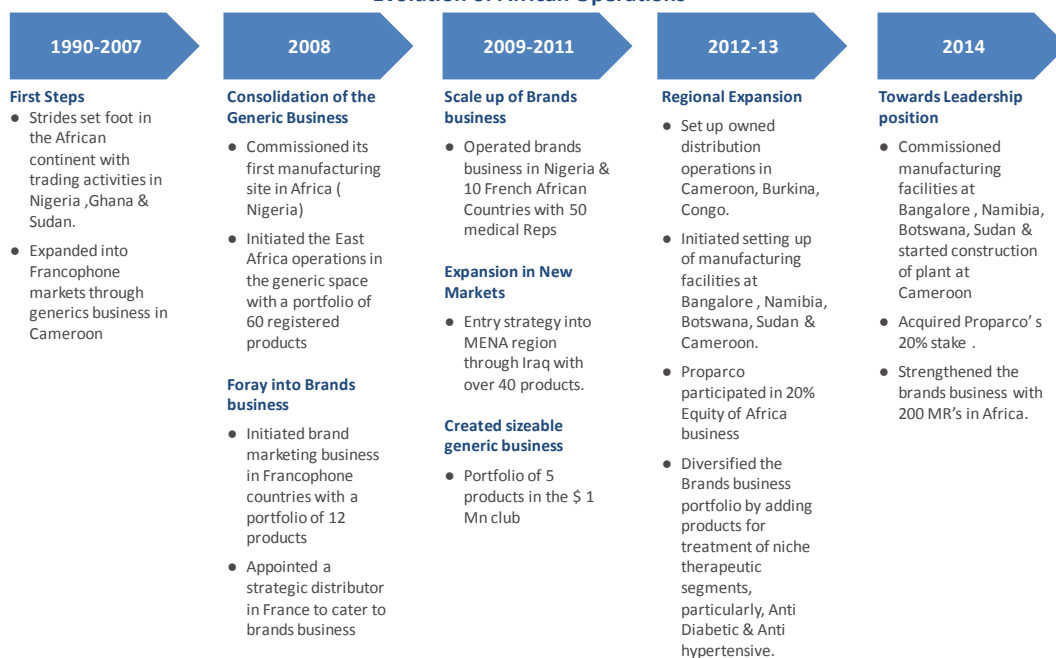 Evolution of African Operations
1990-2007
2008
2009-2011
2012-13
2014
First Steps
● Strides set foot in
the African
continent with
trading activities in
Nigeria ,Ghana &
Sudan.
● Expanded into
Francophone
markets through
generics business in
Cameroon
Consolidation of the
Generic Business
● Commissioned its
first manufacturing
site in Africa (
Nigeria)
● Initiated the East
Africa operations in
the generic space
with a portfolio of
60 registered
products
Foray into Brands
business
● Initiated brand
marketing business
in Francophone
countries with a
portfolio of 12
products
● Appointed a
strategic distributor
in France to cater to
brands business
Scale up of Brands
business
● Operated brands
business in Nigeria &
10 French African
Countries with 50
medical Reps
Expansion in New
Markets
● Entry strategy into
MENA region
through Iraq with
over 40 products.
Created sizeable
generic business
● Portfolio of 5
products in the $ 1
Mn club
Regional Expansion
● Set up owned
distribution
operations in
Cameroon, Burkina,
Congo.
● Initiated setting up
of manufacturing
facilities at
Bangalore , Namibia,
Botswana, Sudan &
Cameroon.
● Proparco
participated in 20%
Equity of Africa
business
● Diversified the
Brands business
portfolio by adding
products for
treatment of niche
therapeutic
segments,
particularly, Anti
Diabetic & Anti
hypertensive.
Towards Leadership
position
● Commissioned
manufacturing
facilities at
Bangalore , Namibia,
Botswana, Sudan &
started construction
of plant at
Cameroon
● Acquired Proparco' s
20% stake .
● Strengthened the
brands business with
200 MR's in Africa.